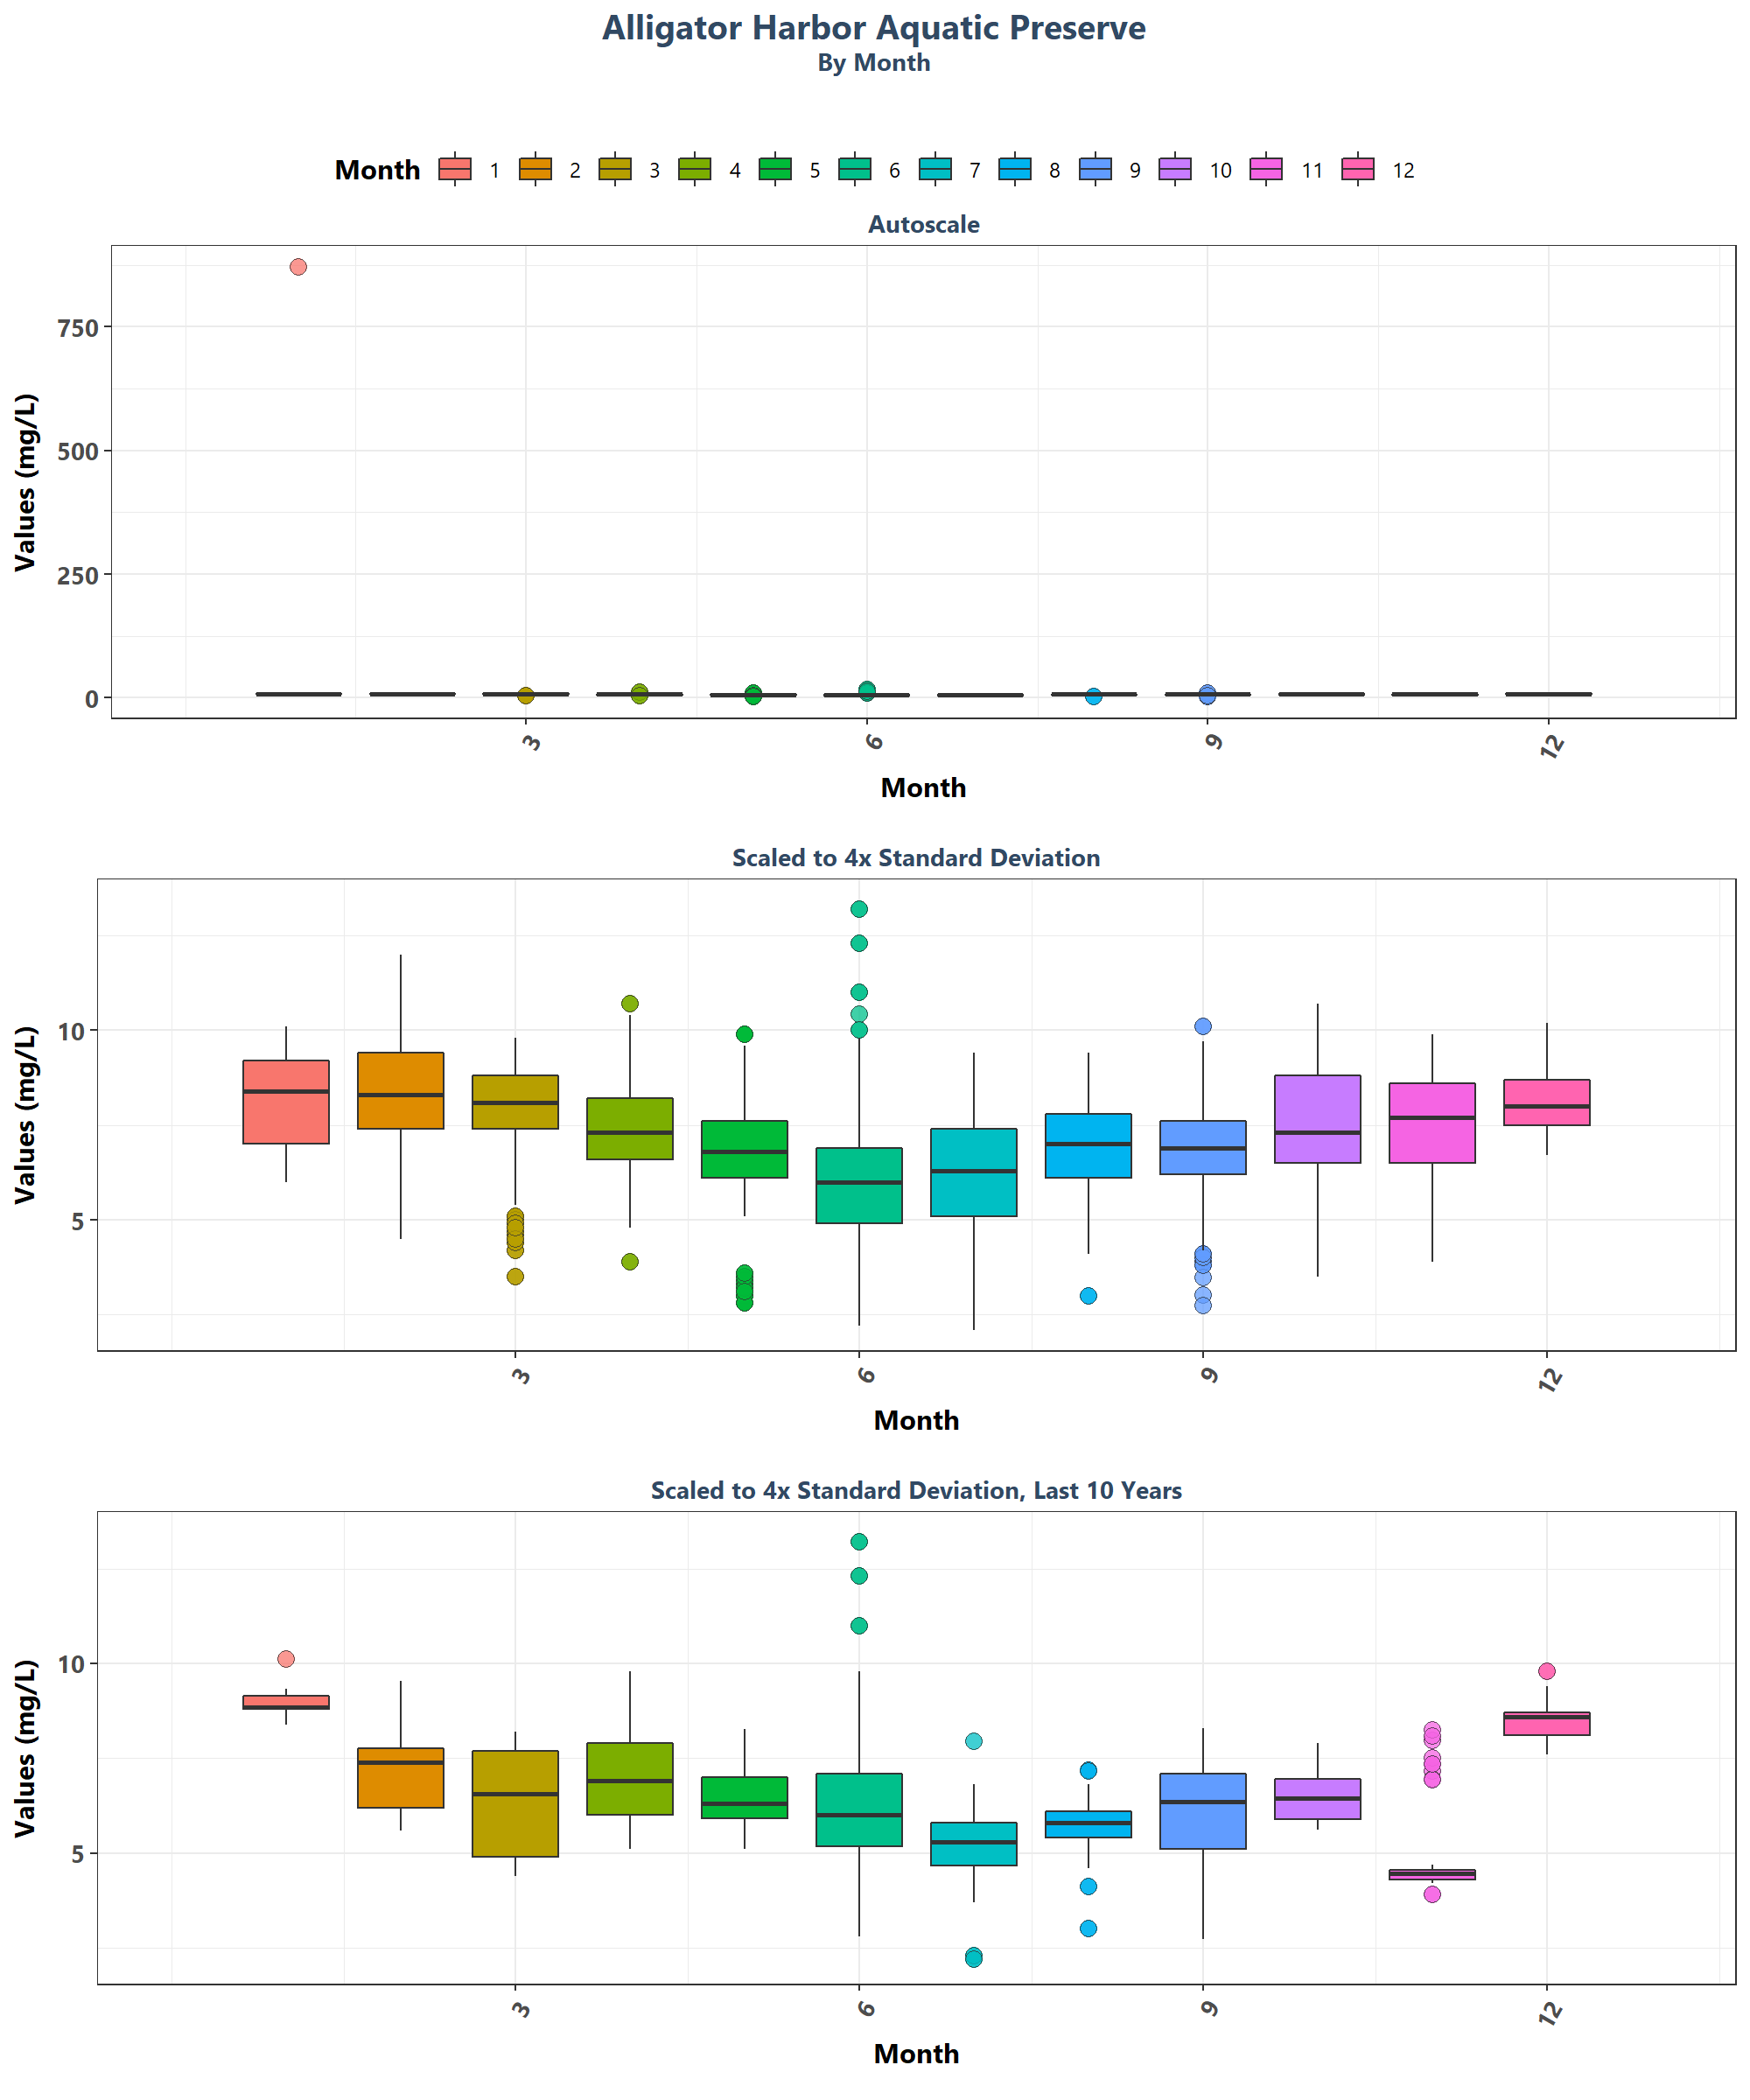 Alligator Harbor Aquatic Preserve
By Month
Month 1 2 3 4 5 6 7 8 9 10 11 12
Autoscale
Values (mg/L)
750
500
250
0
3 6 9 12
Month
Scaled to 4x Standard Deviation
Values (mg/L)
10
5
3 6 9 12
Month
Scaled to 4x Standard Deviation, Last 10 Years
Values (mg/L)
10
5
3 6 9 12
Month